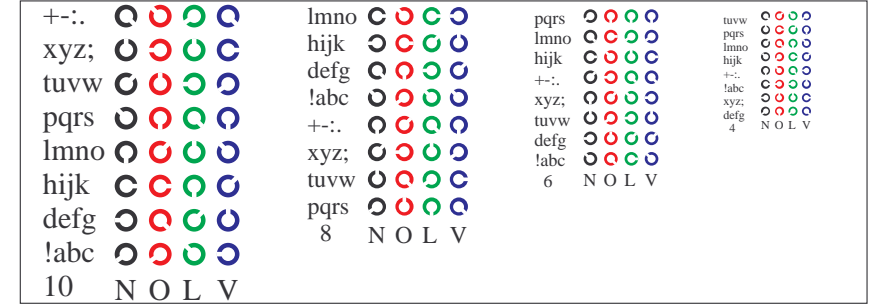 +-:.
xyz;
tuvw
pqrs
lmno
hijk
defg
!abc
10 N O L V
lmno
hijk
defg
!abc
+-:.
xyz;
tuvw
pqrs
8 N O L V
pqrs
lmno
hijk
+-:.
xyz;
tuvw
defg
!abc
6 N O L V
tuvw
pqrs
lmno
hijk
+-:.
!abc
xyz;
defg
4 N O L V